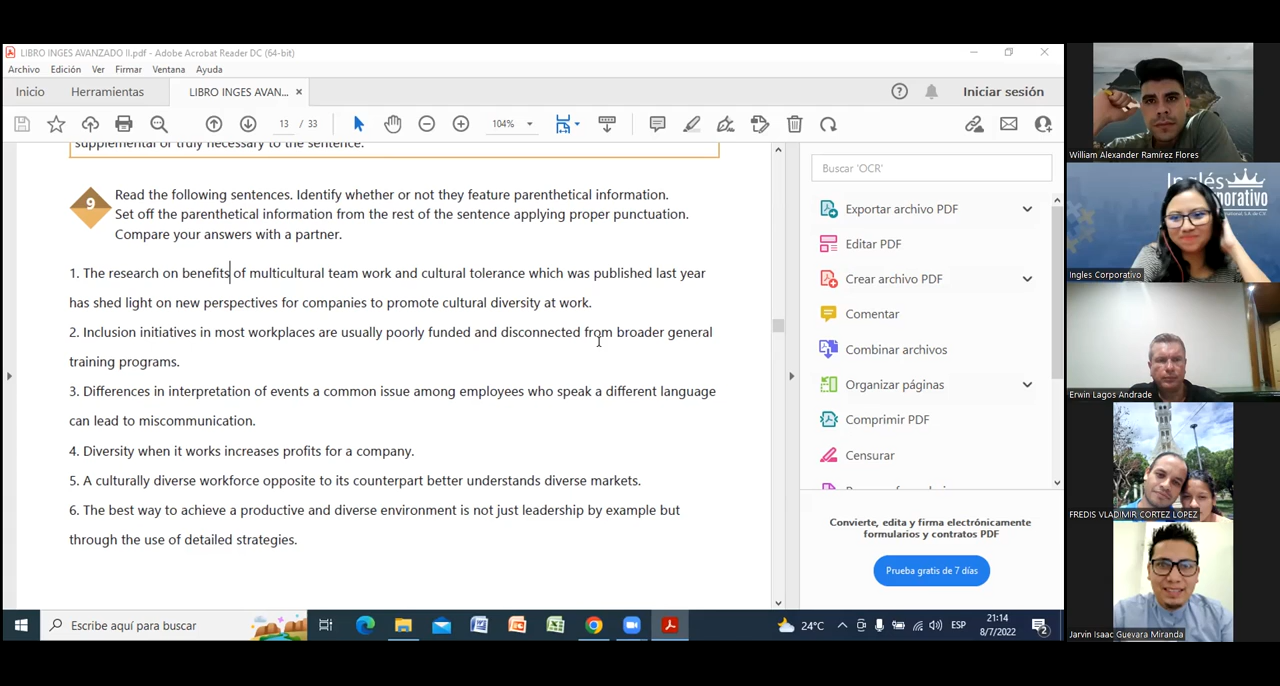 LIBRO INGES AVANZADO II.pdf - Adobe Acrobat Reader DC (64-bit)
Archivo Edición Ver Firmar Ventana Ayuda
Inicio Herramientas LIBRO INGES AVAN... × Iniciar sesión
13 / 33 104%
supplemental or truly necessary to the sentence.
9 Read the following sentences. Identify whether or not they feature parenthetical information.
Set off the parenthetical information from the rest of the sentence applying proper punctuation.
Compare your answers with a partner.
1. The research on benefits of multicultural team work and cultural tolerance which was published last year
has shed light on new perspectives for companies to promote cultural diversity at work.
2. Inclusion initiatives in most workplaces are usually poorly funded and disconnected from broader general
training programs.
3. Differences in interpretation of events a common issue among employees who speak a different language
can lead to miscommunication.
4. Diversity when it works increases profits for a company.
5. A culturally diverse workforce opposite to its counterpart better understands diverse markets.
6. The best way to achieve a productive and diverse environment is not just leadership by example but
through the use of detailed strategies.
Buscar 'OCR'
Exportar archivo PDF
Editar PDF
Crear archivo PDF
Comentar
Combinar archivos
Organizar páginas
Comprimir PDF
Censurar
Convierte, edita y firma electrónicamente
formularios y contratos PDF
Prueba gratis de 7 días
Escribe aquí para buscar
24°C ESP 21:14
8/7/2022
2
William Alexander Ramírez Flores
Inglés
Ingles Corporativo
Erwin Lagos Andrade
FREDIS VLADIMIR CORTEZ LOPEZ
Jarvin Isaac Guevara Miranda